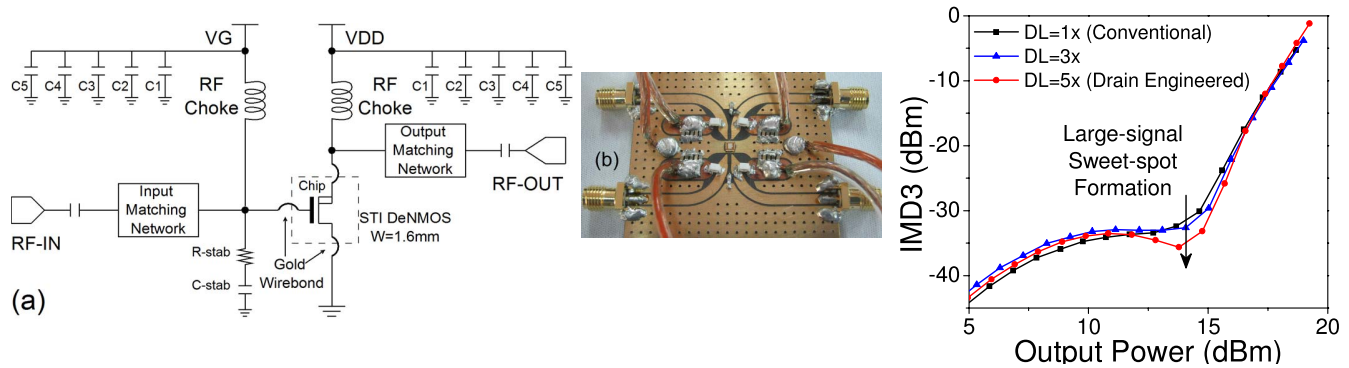 VG
VDD
C5 C4 C3 C2 C1
RF
Choke
RF
Choke
C1 C2 C3 C4 C5
Output
Matching
Network
RF-OUT
Chip
Input
Matching
Network
RF-IN
STI DeNMOS
W=1.6mm
R-stab
C-stab
Gold
Wirebond
(a)
(b)
0
-10
-20
-30
-40
IMD3 (dBm)
DL=1x (Conventional)
DL=3x
DL=5x (Drain Engineered)
Large-signal
Sweet-spot
Formation
5 10 15 20
Output Power (dBm)